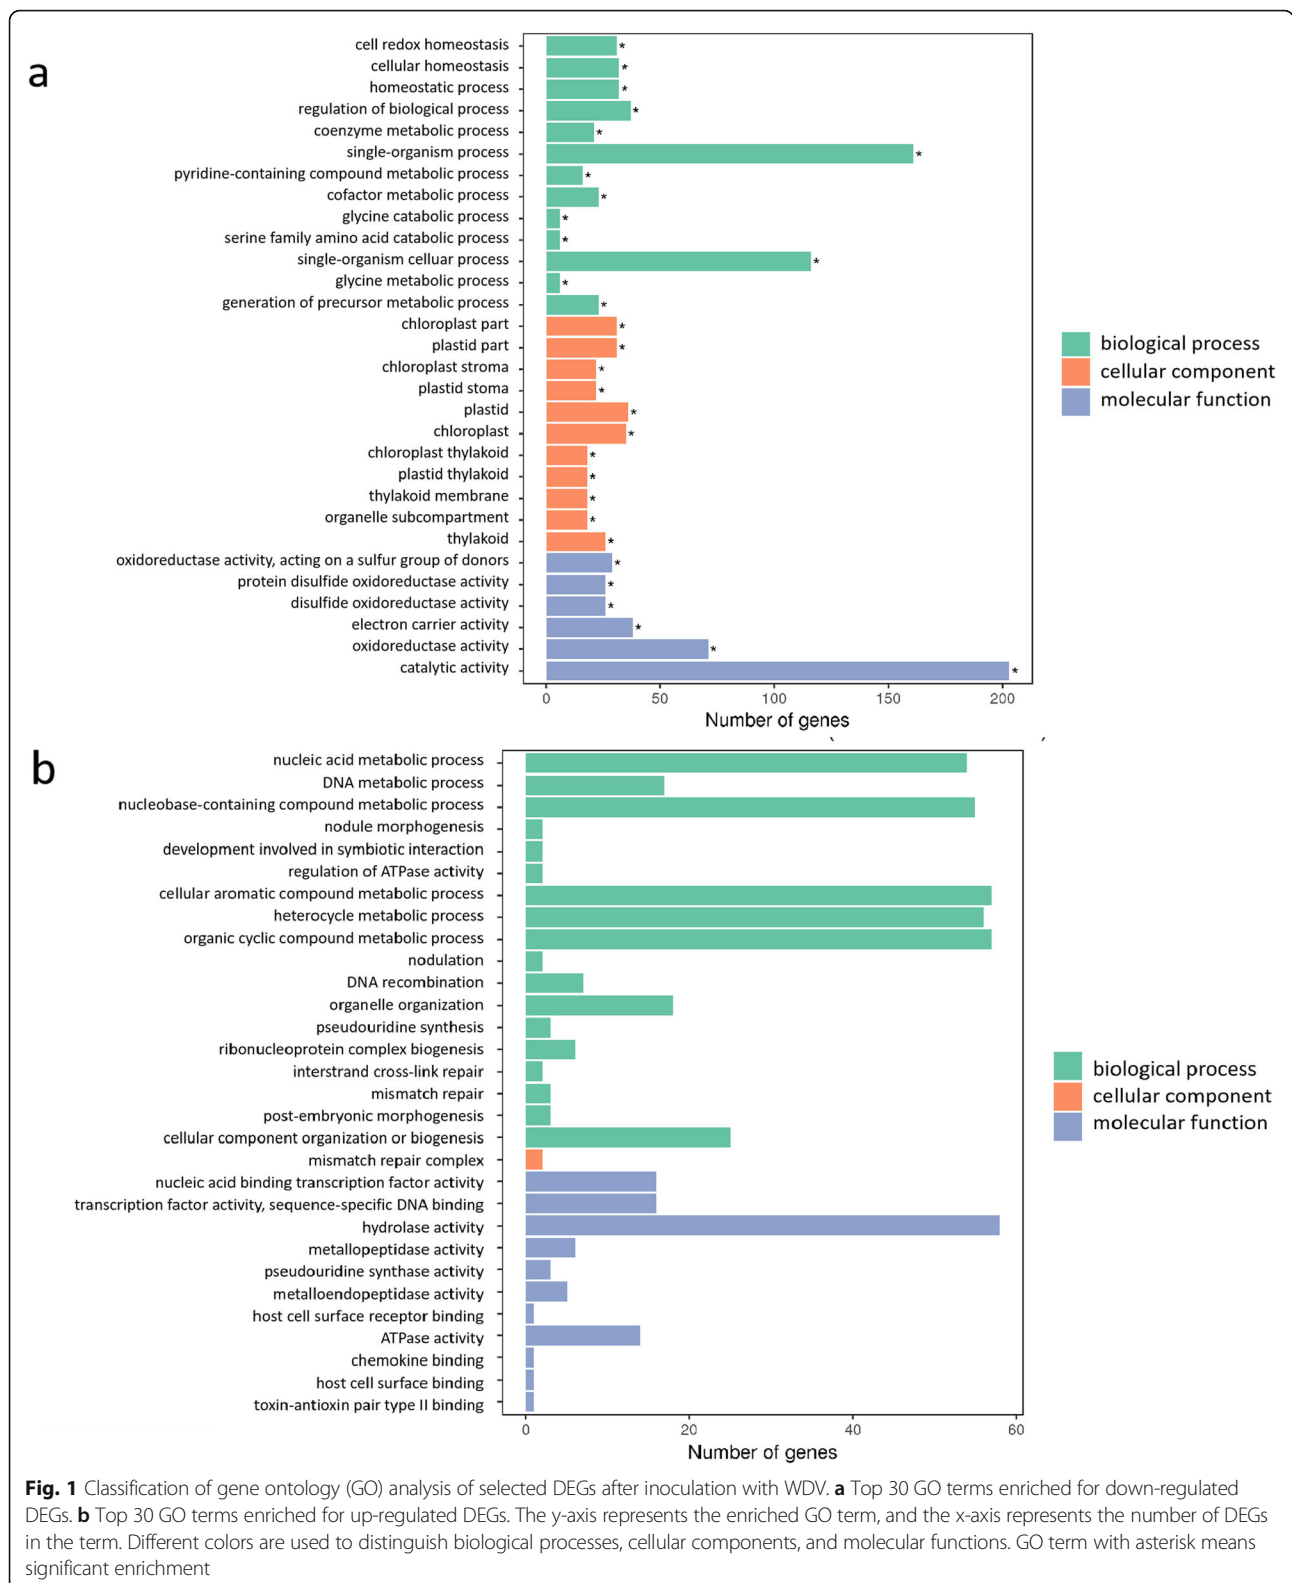 a
cell redox homeostasis *
cellular homeostasis *
homeostatic process *
regulation of biological process *
coenzyme metabolic process *
single-organism process *
pyridine-containing compound metabolic process *
cofactor metabolic process *
glycine catabolic process *
serine family amino acid catabolic process *
single-organism celluar process *
glycine metabolic process *
generation of precursor metabolic process *
chloroplast part *
plastid part *
chloroplast stroma *
plastid stoma *
plastid *
chloroplast *
chloroplast thylakoid *
plastid thylakoid *
thylakoid membrane *
organelle subcompartment *
thylakoid *
oxidoreductase activity, acting on a sulfur group of donors *
protein disulfide oxidoreductase activity *
disulfide oxidoreductase activity *
electron carrier activity *
oxidoreductase activity *
catalytic activity *
0 50 100 150 200
Number of genes
biological process
cellular component
molecular function
b
nucleic acid metabolic process
DNA metabolic process
nucleobase-containing compound metabolic process
nodule morphogenesis
development involved in symbiotic interaction
regulation of ATPase activity
cellular aromatic compound metabolic process
heterocycle metabolic process
organic cyclic compound metabolic process
nodulation
DNA recombination
organelle organization
pseudouridine synthesis
ribonucleoprotein complex biogenesis
interstrand cross-link repair
mismatch repair
post-embryonic morphogenesis
cellular component organization or biogenesis
mismatch repair complex
nucleic acid binding transcription factor activity
transcription factor activity, sequence-specific DNA binding
hydrolase activity
metallopeptidase activity
pseudouridine synthase activity
metalloendopeptidase activity
host cell surface receptor binding
ATPase activity
chemokine binding
host cell surface binding
toxin-antioxin pair type II binding
0 20 40 60
Number of genes
biological process
cellular component
molecular function
Fig. 1 Classification of gene ontology (GO) analysis of selected DEGs after inoculation with WDV. a Top 30 GO terms enriched for down-regulated
DEGs. b Top 30 GO terms enriched for up-regulated DEGs. The y-axis represents the enriched GO term, and the x-axis represents the number of DEGs
in the term. Different colors are used to distinguish biological processes, cellular components, and molecular functions. GO term with asterisk means
significant enrichment